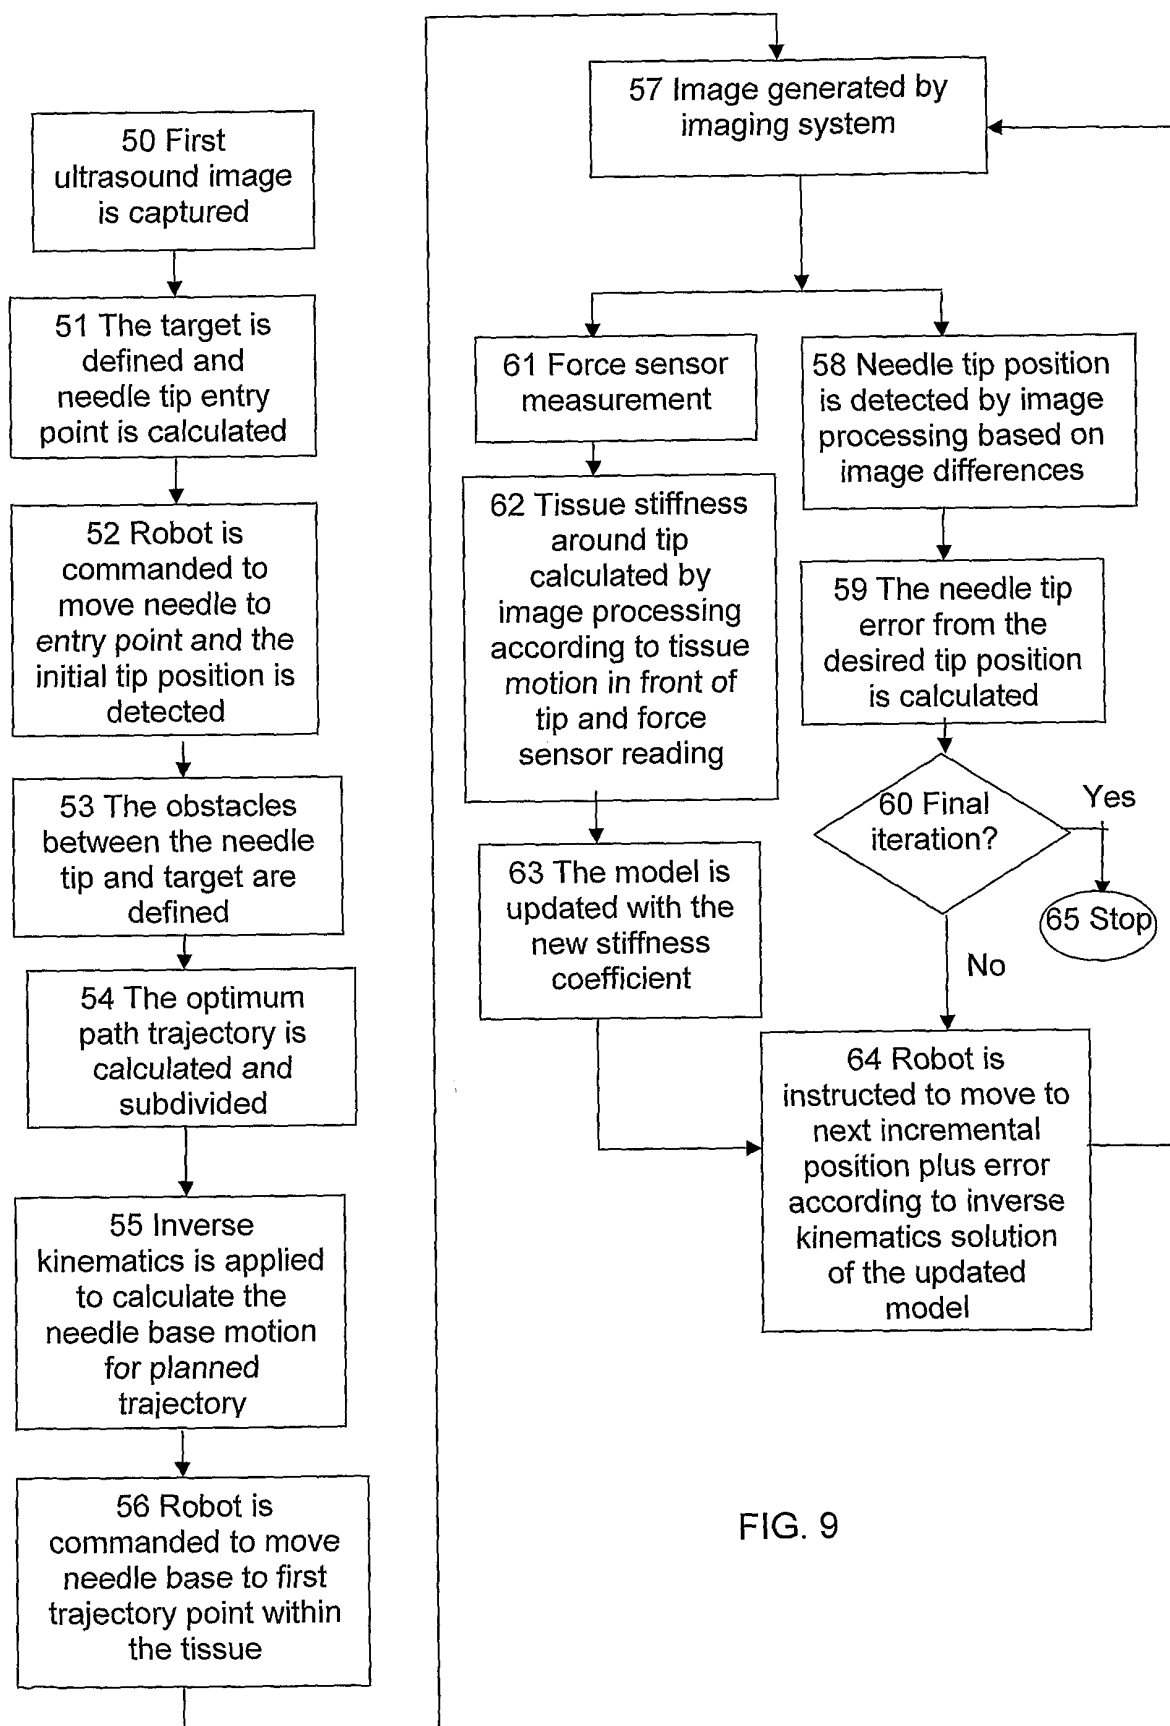 50 First
ultrasound image
is captured
51 The target is
defined and
needle tip entry
point is calculated
52 Robot is
commanded to
move needle to
entry point and the
initial tip position is
detected
53 The obstacles
between the needle
tip and target are
defined
54 The optimum
path trajectory is
calculated and
subdivided
55 Inverse
kinematics is applied
to calculate the
needle base motion
for planned
trajectory
56 Robot is
commanded to move
needle base to first
trajectory point within
the tissue
57 Image generated by
imaging system
61 Force sensor
measurement
62 Tissue stiffness
around tip
calculated by
image processing
according to tissue
motion in front of
tip and force
sensor reading
63 The model is
updated with the
new stiffness
coefficient
58 Needle tip position
is detected by image
processing based on
image differences
59 The needle tip
error from the
desired tip position
is calculated
60 Final
iteration?
Yes
65 Stop
No
64 Robot is
instructed to move to
next incremental
position plus error
according to inverse
kinematics solution
of the updated
model
FIG. 9